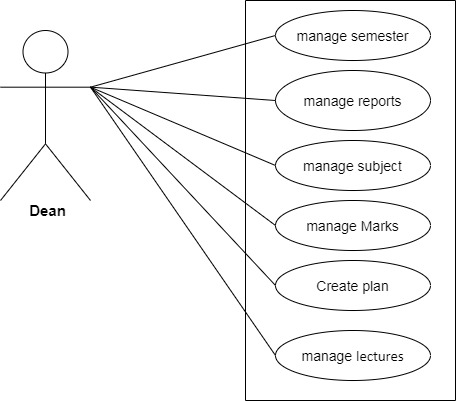 manage semester
manage reports
manage subject
Dean
manage Marks
Create plan
manage lectures